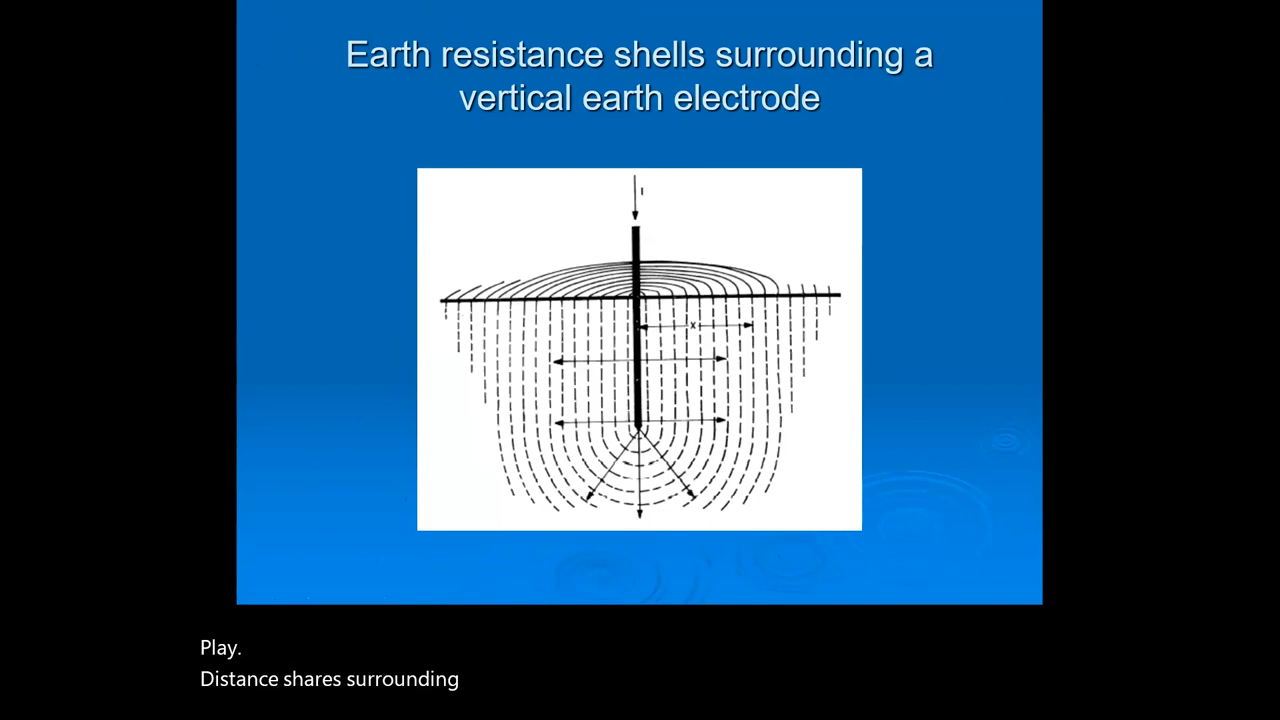 Earth resistance shells surrounding a
vertical earth electrode
I
x
Play.
Distance shares surrounding